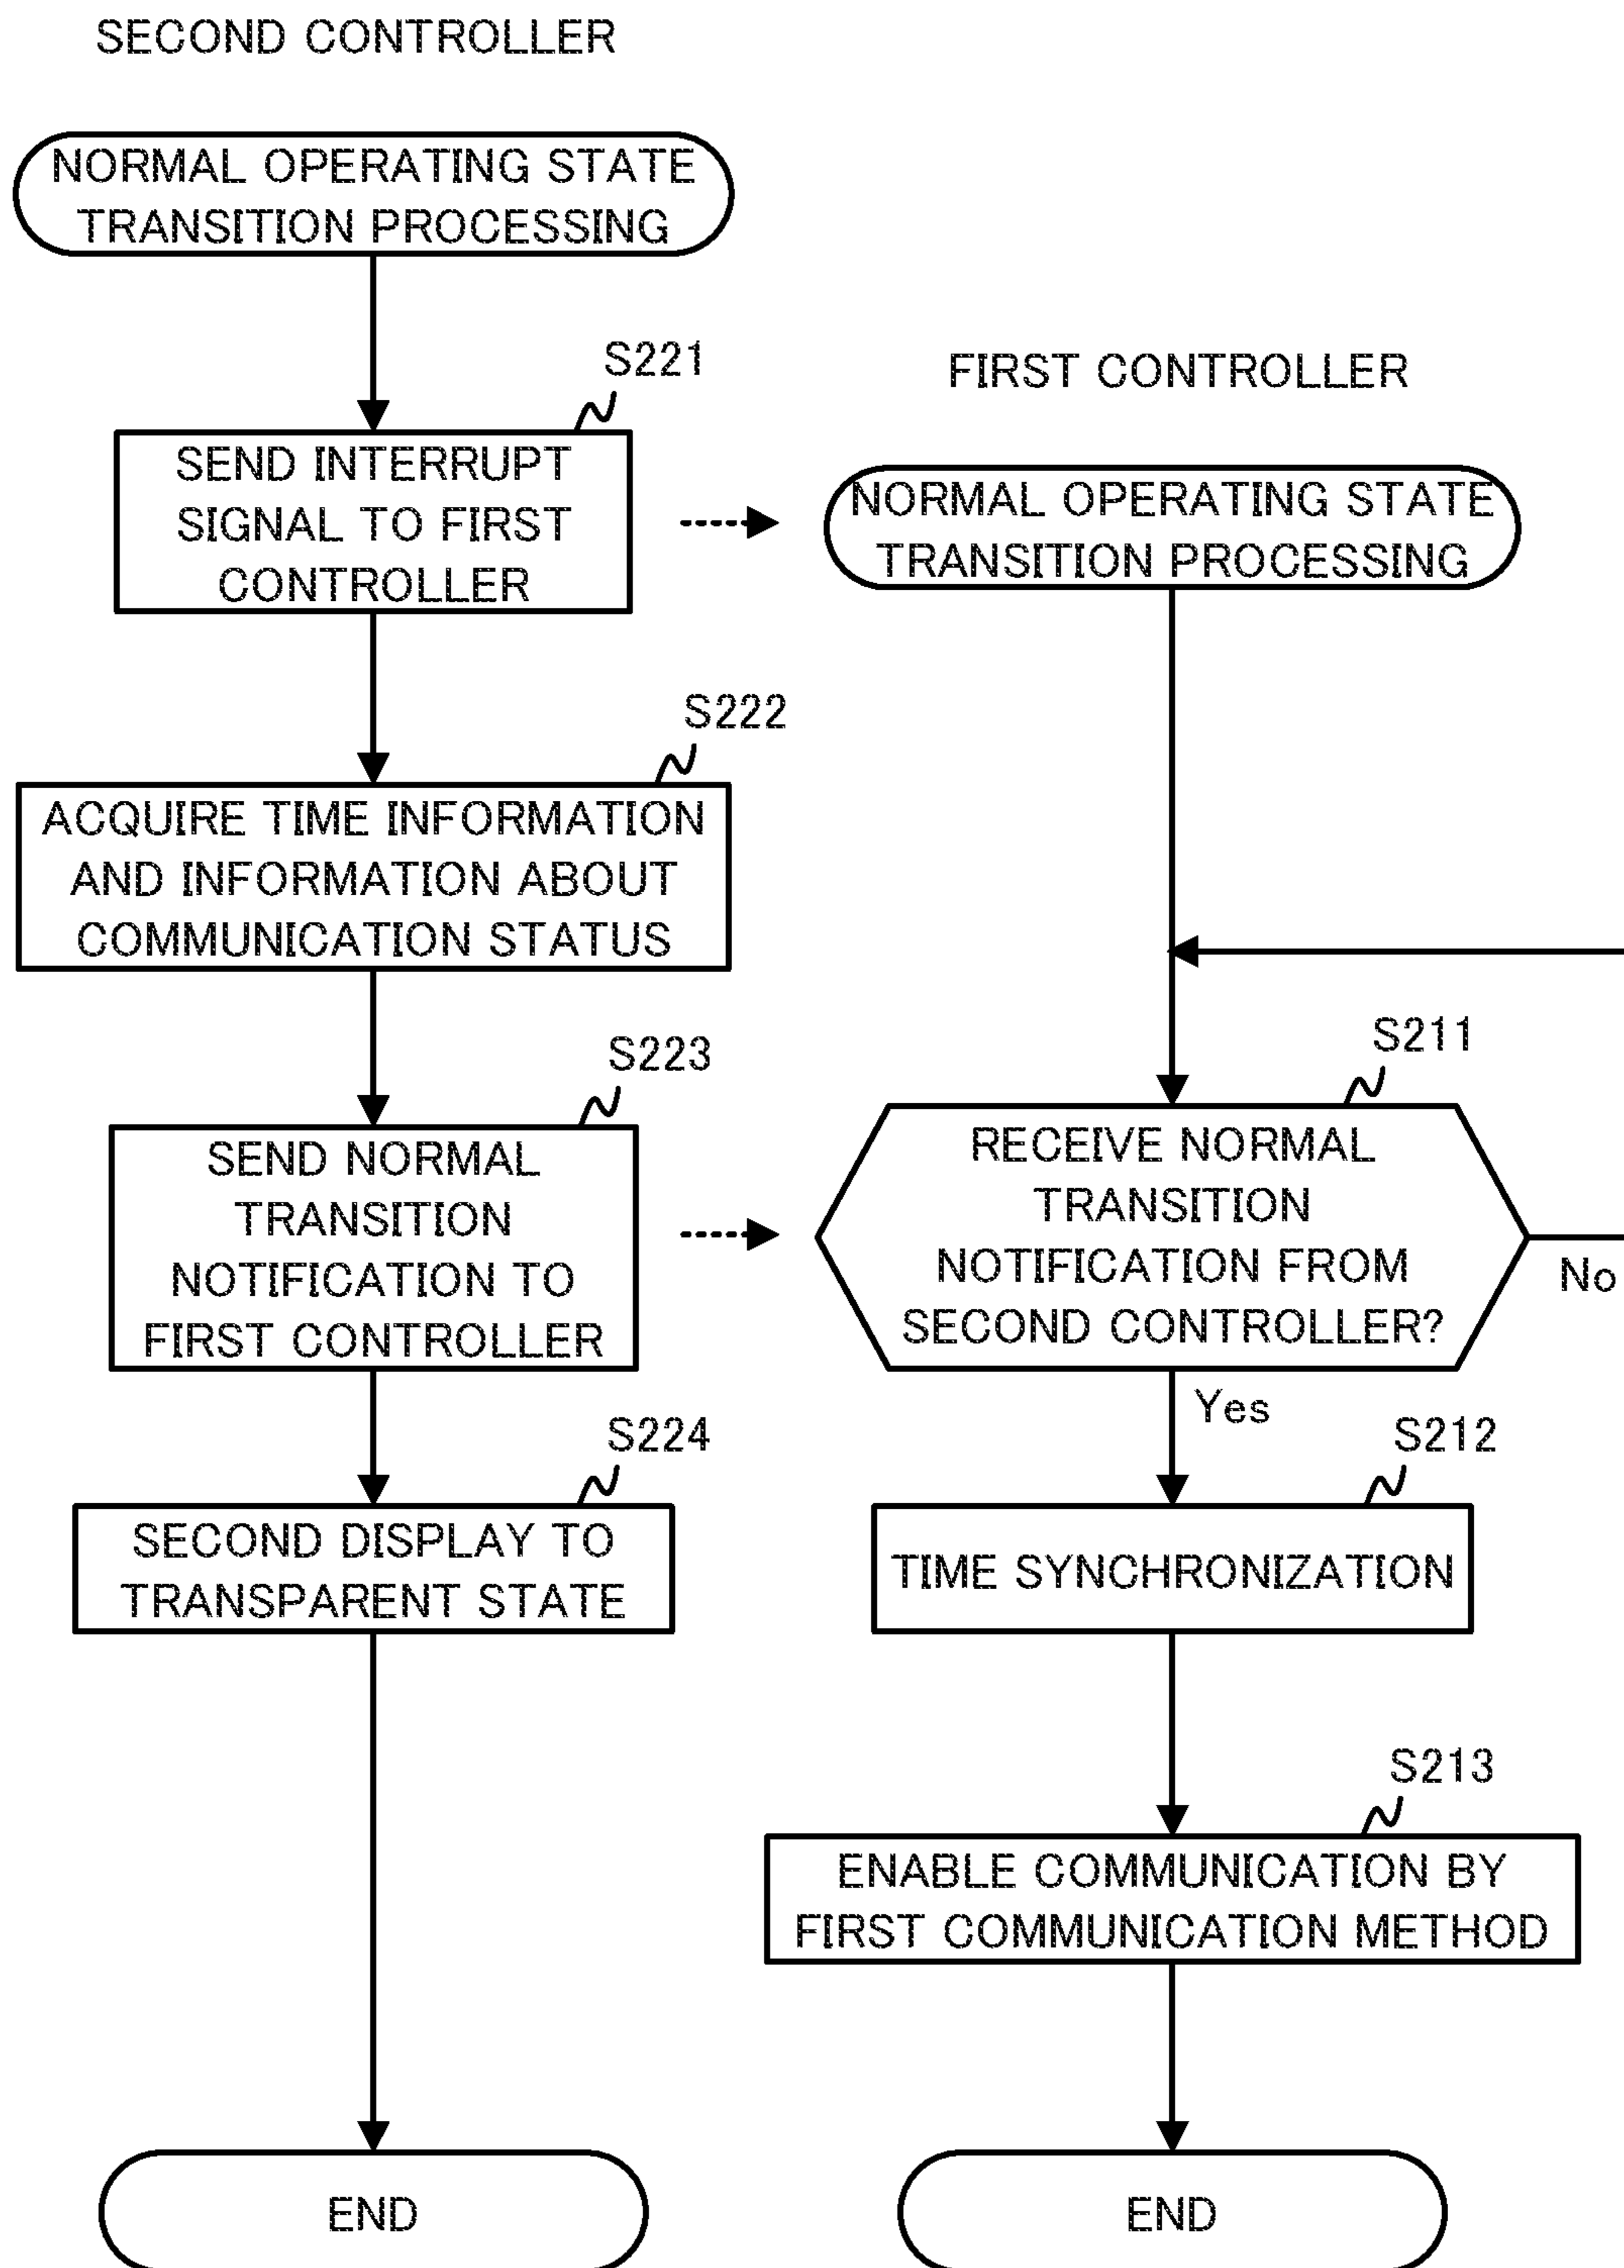 SECOND CONTROLLER
NORMAL OPERATING STATE
TRANSITION PROCESSING
S221
SEND INTERRUPT
SIGNAL TO FIRST
CONTROLLER
S222
ACQUIRE TIME INFORMATION
AND INFORMATION ABOUT
COMMUNICATION STATUS
S223
SEND NORMAL
TRANSITION
NOTIFICATION TO
FIRST CONTROLLER
S224
SECOND DISPLAY TO
TRANSPARENT STATE
END
FIRST CONTROLLER
NORMAL OPERATING STATE
TRANSITION PROCESSING
S211
RECEIVE NORMAL
TRANSITION
NOTIFICATION FROM
SECOND CONTROLLER?
No
Yes
S212
TIME SYNCHRONIZATION
S213
ENABLE COMMUNICATION BY
FIRST COMMUNICATION METHOD
END